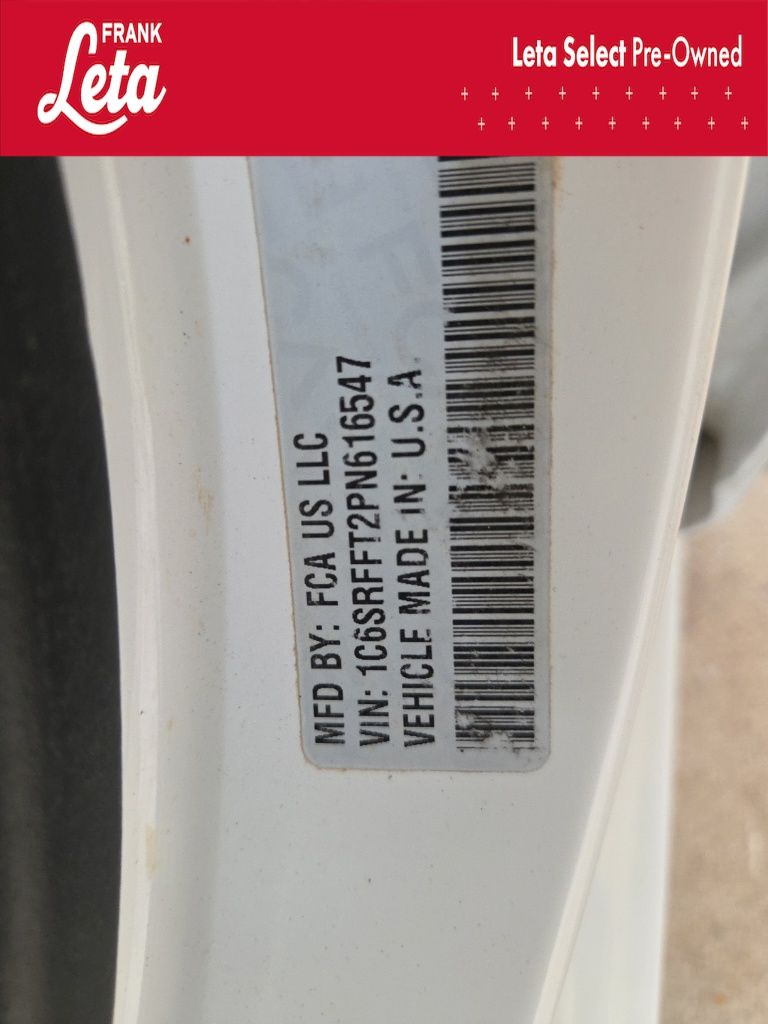 FRANK
Leta
Leta Select Pre-Owned
MFD BY: FCA US LLC
VIN: 1C6SRFFT2PN616547
VEHICLE MADE IN: U.S.A.